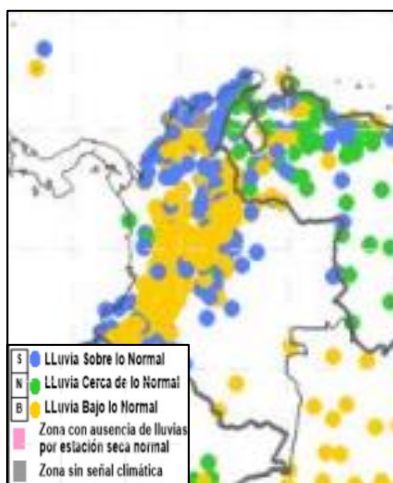 S LLuvia Sobre lo Normal
N LLuvia Cerca de lo Normal
B LLuvia Bajo lo Normal
Zona con ausencia de lluvias
por estación seca normal
Zona sin señal climática